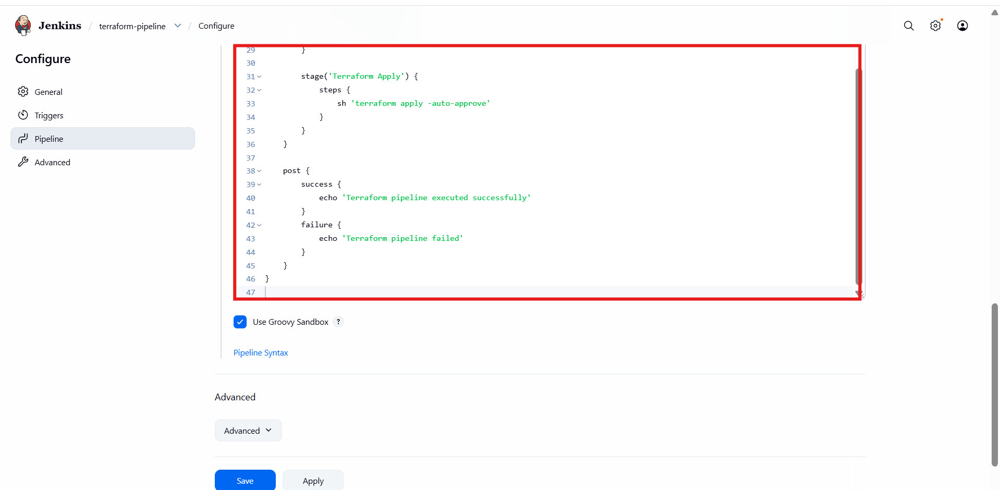 Jenkins / terraform-pipeline / Configure
Configure
General
Triggers
Pipeline
Advanced
29         }
30
31         stage('Terraform Apply') {
32             steps {
33                 sh 'terraform apply -auto-approve'
34             }
35         }
36     }
37
38     post {
39         success {
40             echo 'Terraform pipeline executed successfully'
41         }
42         failure {
43             echo 'Terraform pipeline failed'
44         }
45     }
46 }
47
Use Groovy Sandbox ?
Pipeline Syntax
Advanced
Advanced
Save Apply